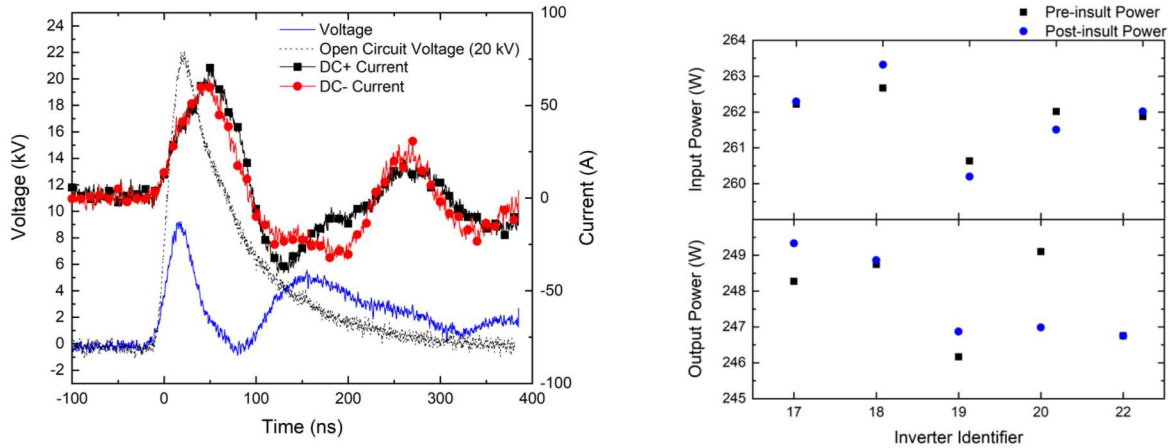 24
22
20
18
16
14
12
10
8
6
4
2
0
-2
Voltage (kV)
Voltage
Open Circuit Voltage (20 kV)
DC+ Current
DC- Current
100
50
0
-50
-100
Current (A)
-100 0 100 200 300 400
Time (ns)
Pre-insult Power
Post-insult Power
264
263
262
261
260
Input Power (W)
249
248
247
246
245
Output Power (W)
17 18 19 20 22
Inverter Identifier